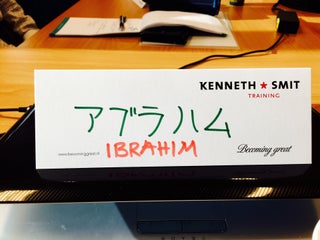 KENNETH ★ SMIT
TRAINING
アブラハム
IBRAHIM
www.becominggreat.nl
Becoming great